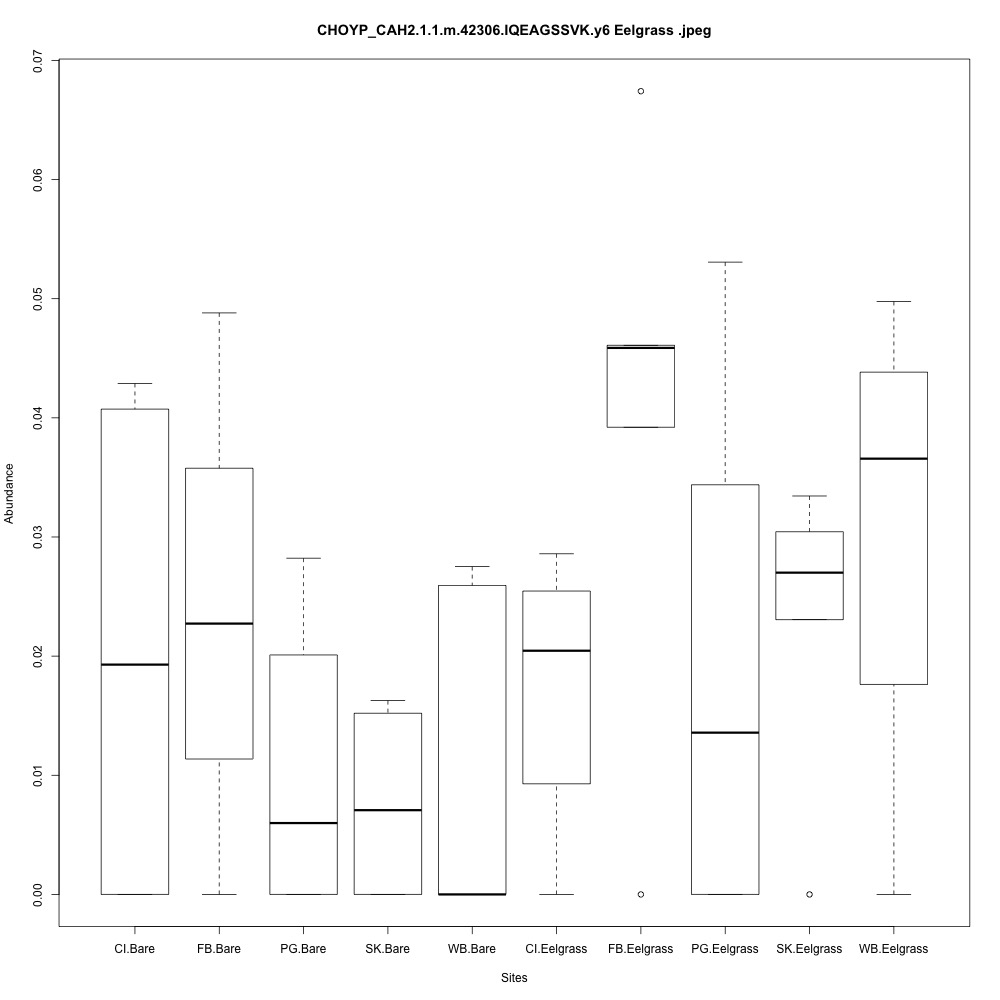 CHOYP_CAH2.1.1.m.42306.IQEAGSSVK.y6 Eelgrass .jpeg
0.07
0.06
0.05
0.04
0.03
0.02
0.01
0.00
Abundance
CI.Bare FB.Bare PG.Bare SK.Bare WB.Bare CI.Eelgrass FB.Eelgrass PG.Eelgrass SK.Eelgrass WB.Eelgrass
Sites